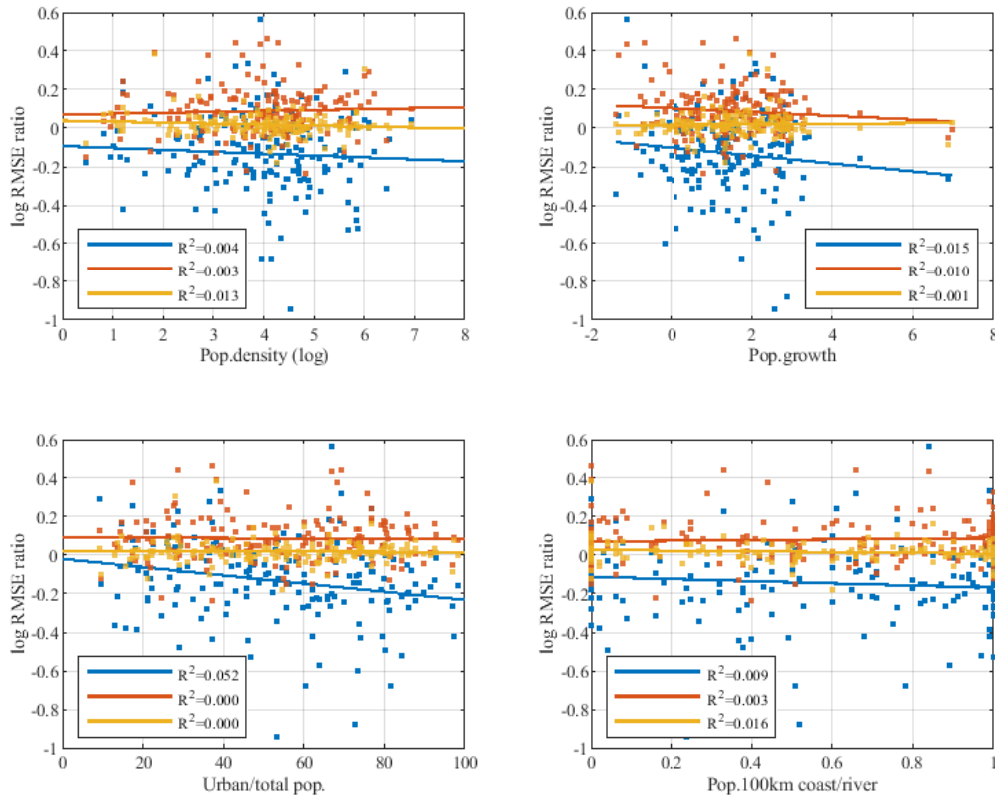 0.6
0.4
0.2
0
-0.2
-0.4
-0.6
-0.8
-1
log RMSE ratio
R²=0.004
R²=0.003
R²=0.013
0 1 2 3 4 5 6 7 8
Pop.density (log)
0.6
0.4
0.2
0
-0.2
-0.4
-0.6
-0.8
-1
log RMSE ratio
R²=0.015
R²=0.010
R²=0.001
-2 0 2 4 6 8
Pop.growth
0.6
0.4
0.2
0
-0.2
-0.4
-0.6
-0.8
-1
log RMSE ratio
R²=0.052
R²=0.000
R²=0.000
0 20 40 60 80 100
Urban/total pop.
0.6
0.4
0.2
0
-0.2
-0.4
-0.6
-0.8
-1
log RMSE ratio
R²=0.009
R²=0.003
R²=0.016
0 0.2 0.4 0.6 0.8 1
Pop.100km coast/river